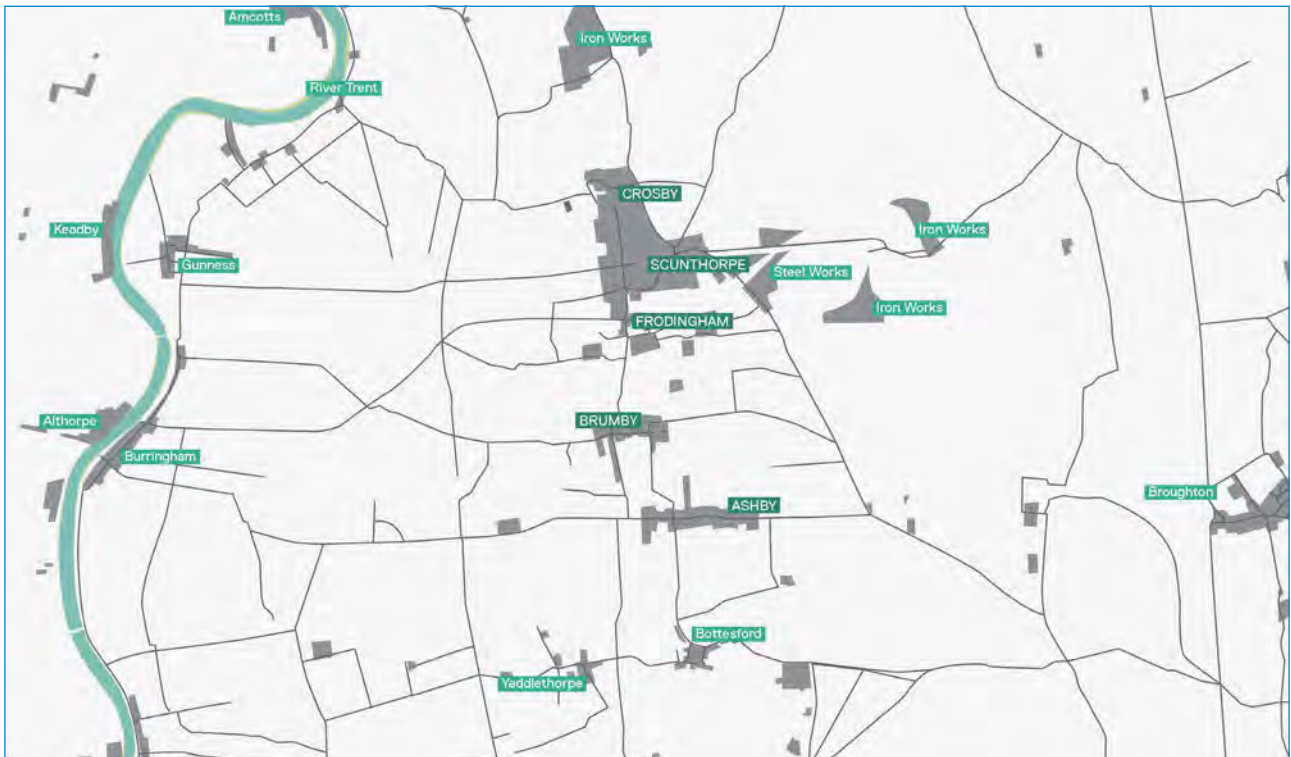 Amcotts
Iron Works
River Trent
CROSBY
Keadby
Iron Works
Gunness
SCUNTHORPE
Steel Works
Iron Works
FRODINGHAM
Althorpe
BRUMBY
Burringham
Broughton
ASHBY
Bottesford
Yaddlethorpe